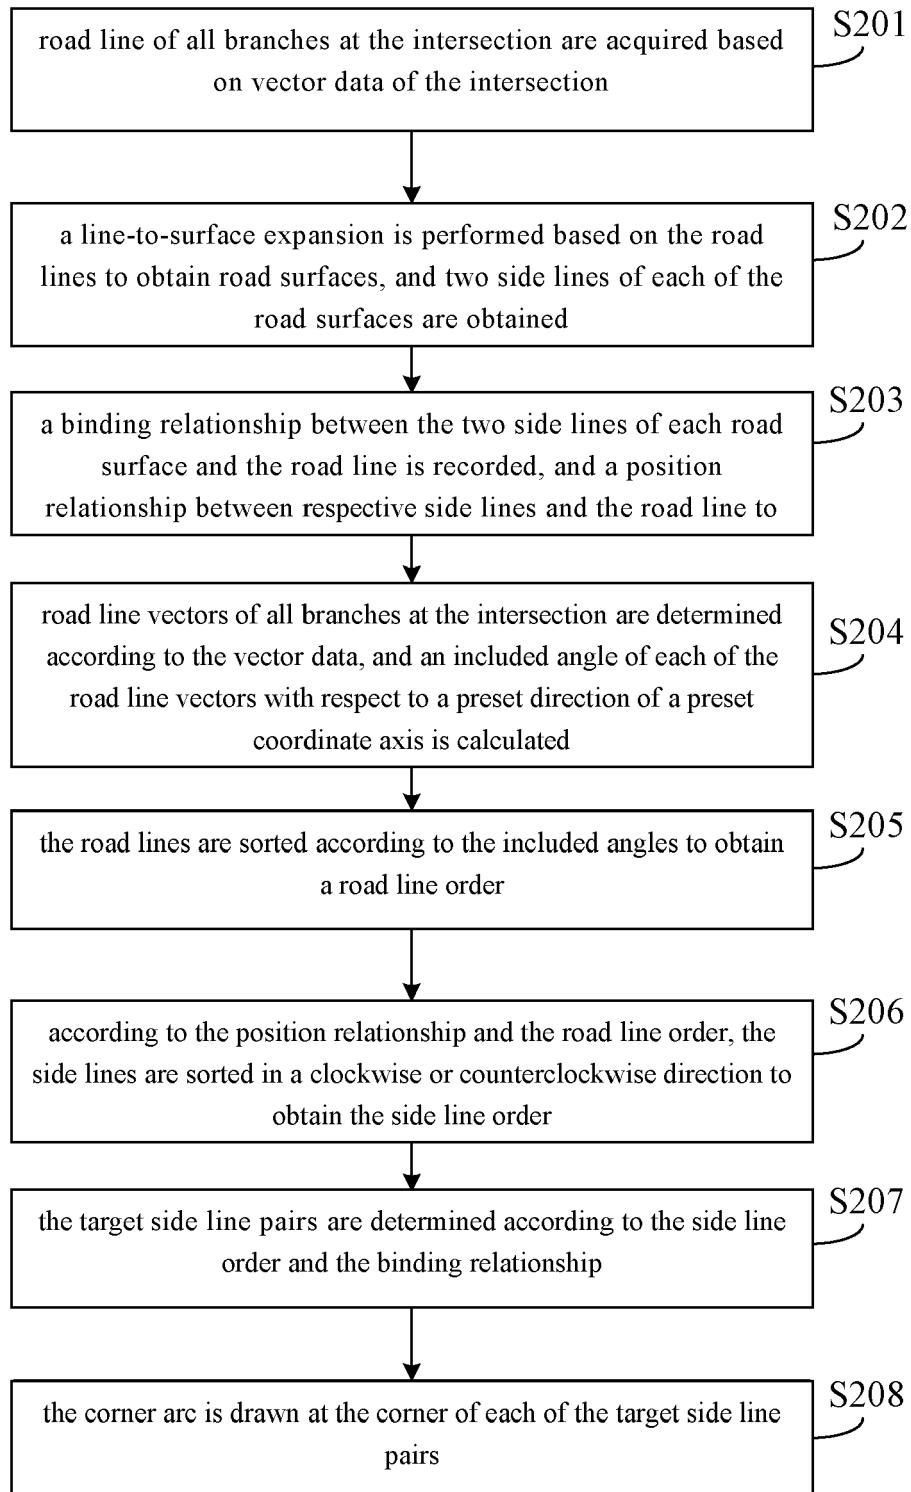 road line of all branches at the intersection are acquired based
on vector data of the intersection
S201
a line-to-surface expansion is performed based on the road
lines to obtain road surfaces, and two side lines of each of the
road surfaces are obtained
S202
a binding relationship between the two side lines of each road
surface and the road line is recorded, and a position
relationship between respective side lines and the road line to
S203
road line vectors of all branches at the intersection are determined
according to the vector data, and an included angle of each of the
road line vectors with respect to a preset direction of a preset
coordinate axis is calculated
S204
the road lines are sorted according to the included angles to obtain
a road line order
S205
according to the position relationship and the road line order, the
side lines are sorted in a clockwise or counterclockwise direction to
obtain the side line order
S206
the target side line pairs are determined according to the side line
order and the binding relationship
S207
the corner arc is drawn at the corner of each of the target side line
pairs
S208